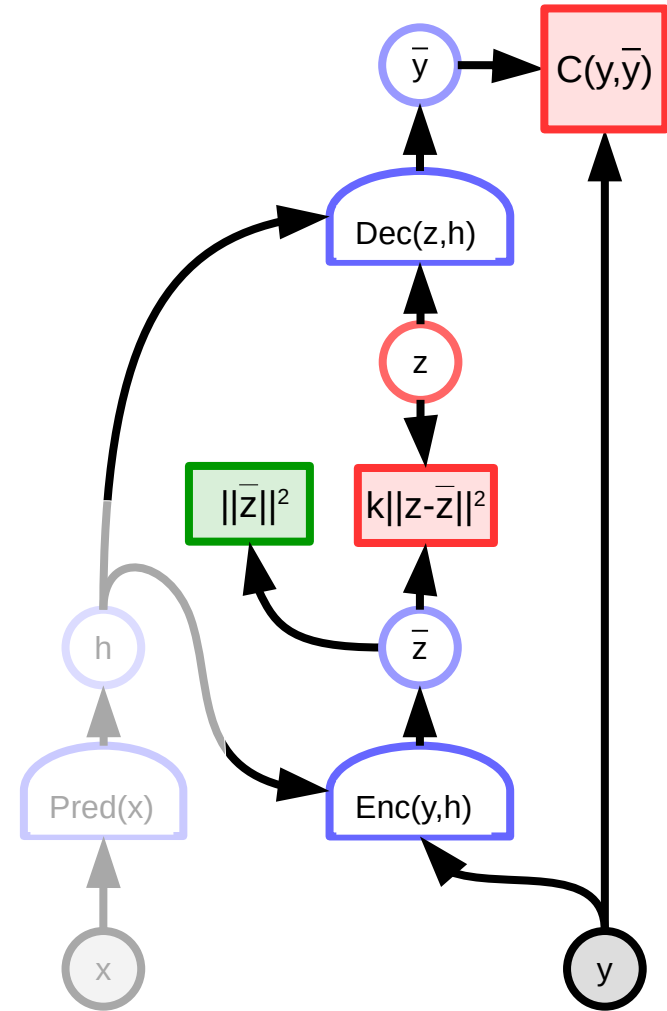 ȳ
C(y,ȳ)
Dec(z,h)
z
||z̄||²
k||z-z̄||²
h
z̄
Pred(x)
Enc(y,h)
x
y